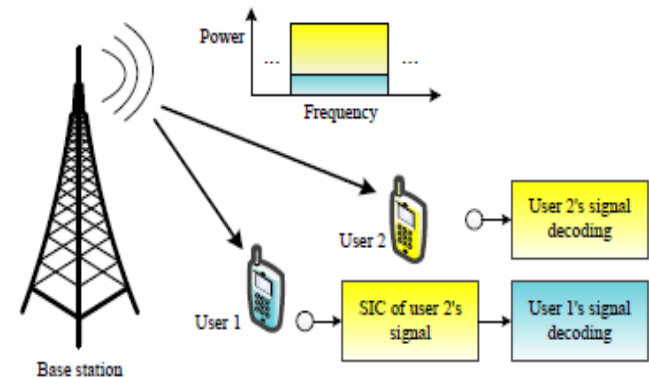 Power
... ...
Frequency
User 2
User 2's signal
decoding
User 1
SIC of user 2's
signal
User 1's signal
decoding
Base station